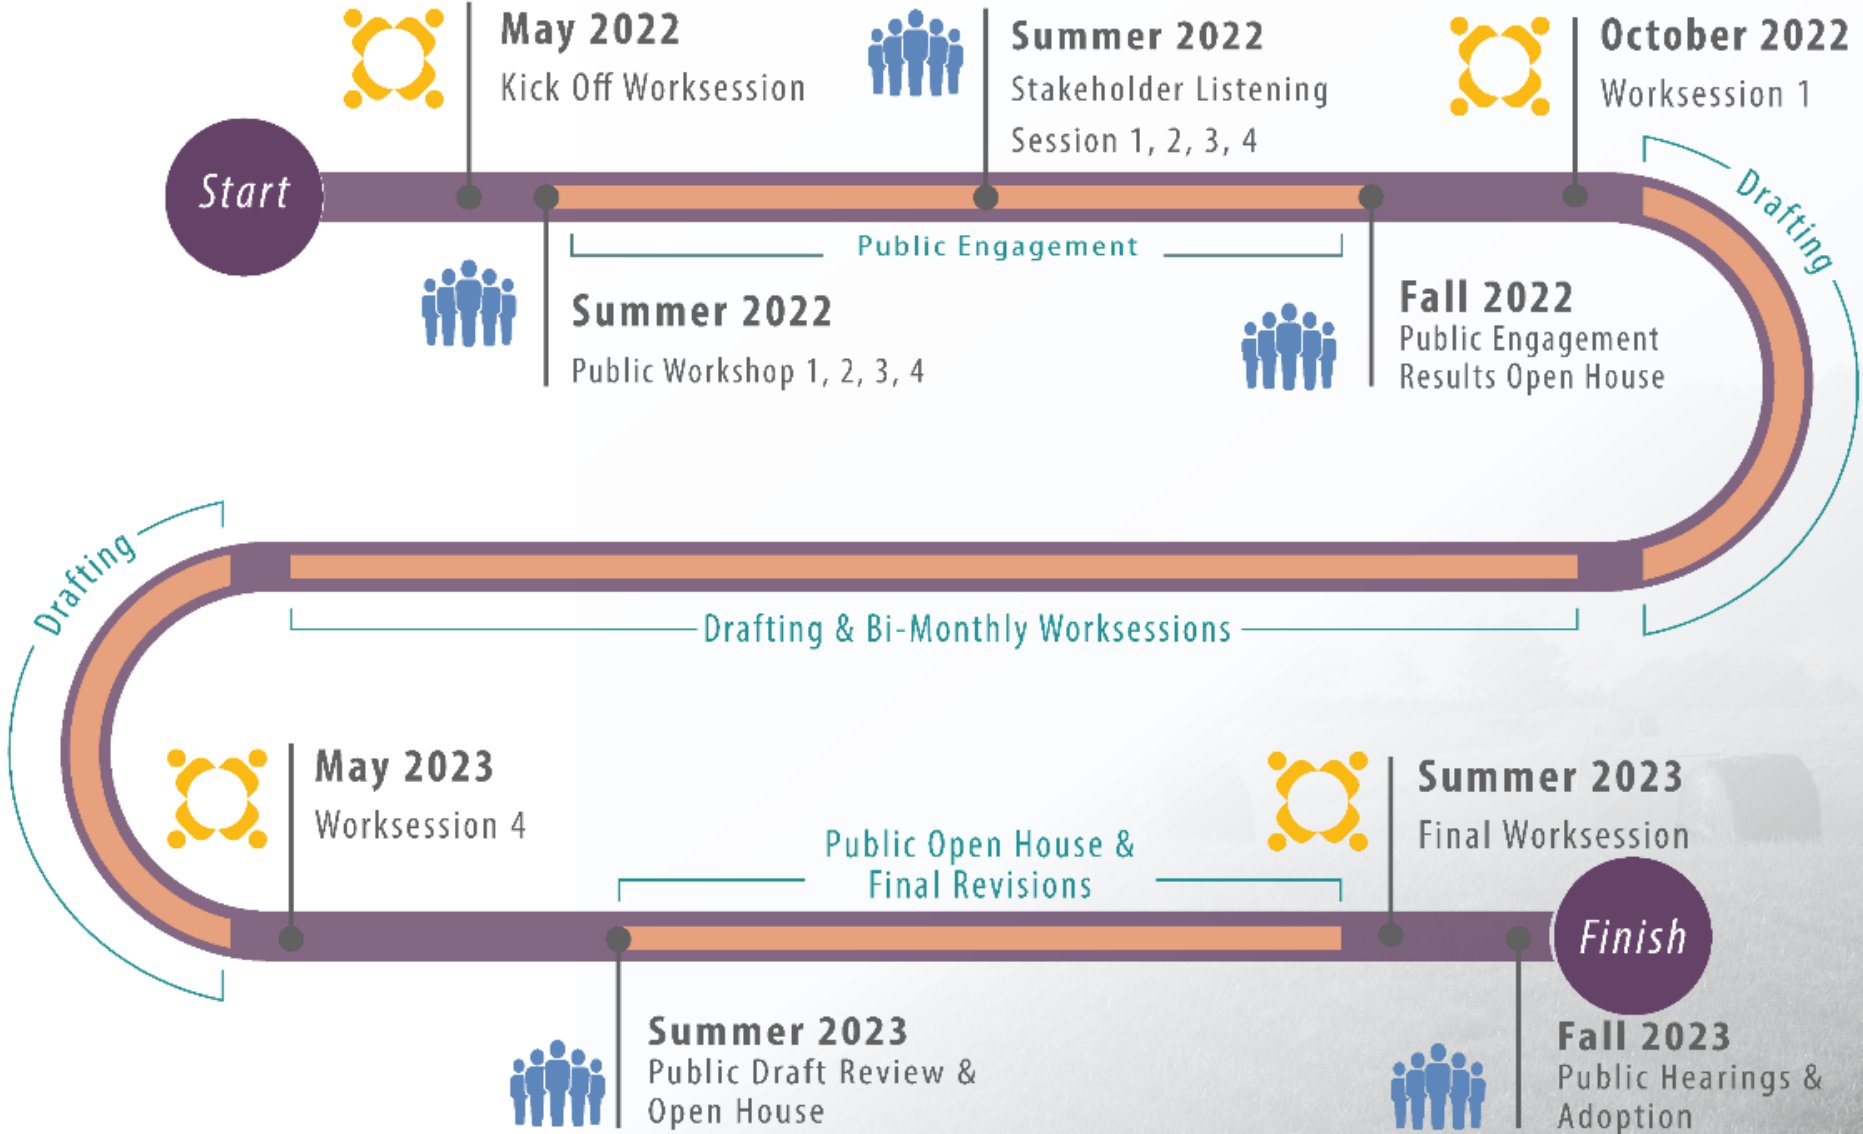 May 2022
Kick Off Worksession
Summer 2022
Stakeholder Listening
Session 1, 2, 3, 4
October 2022
Worksession 1
Start
Public Engagement
Drafting
Summer 2022
Public Workshop 1, 2, 3, 4
Fall 2022
Public Engagement
Results Open House
Drafting & Bi-Monthly Worksessions
Drafting
May 2023
Worksession 4
Public Open House &
Final Revisions
Summer 2023
Final Worksession
Finish
Summer 2023
Public Draft Review &
Open House
Fall 2023
Public Hearings &
Adoption